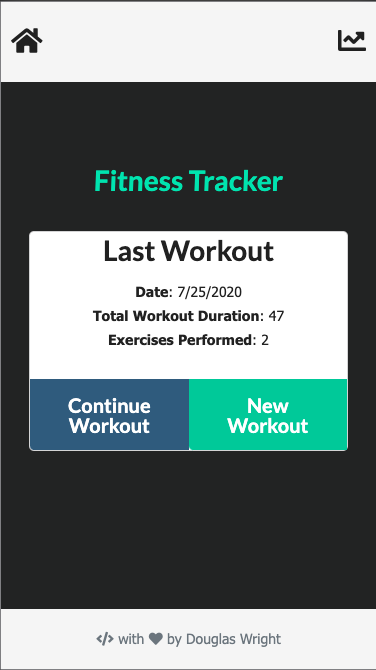 Fitness Tracker
Last Workout
Date: 7/25/2020
Total Workout Duration: 47
Exercises Performed: 2
Continue
Workout
New
Workout
</> with ♥ by Douglas Wright